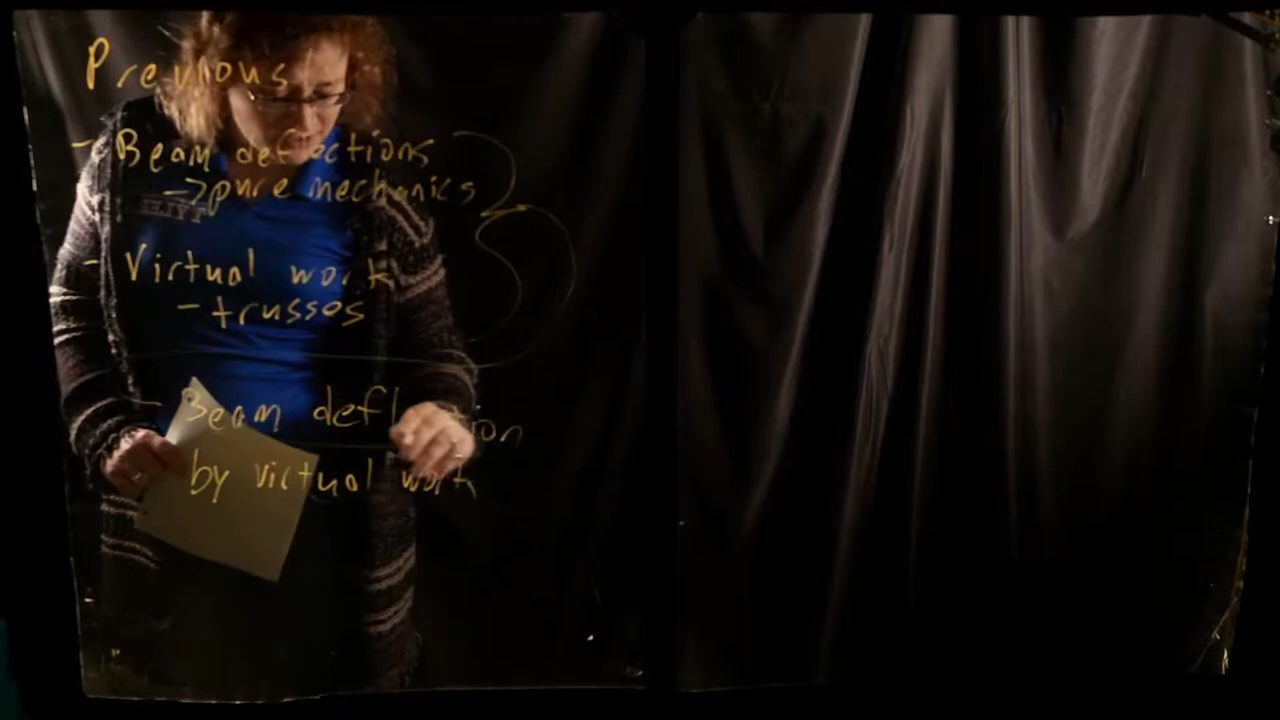 Previous
- Beam deflections
->pure mechanics
- Virtual work
- trusses
- Beam deflection
by virtual work